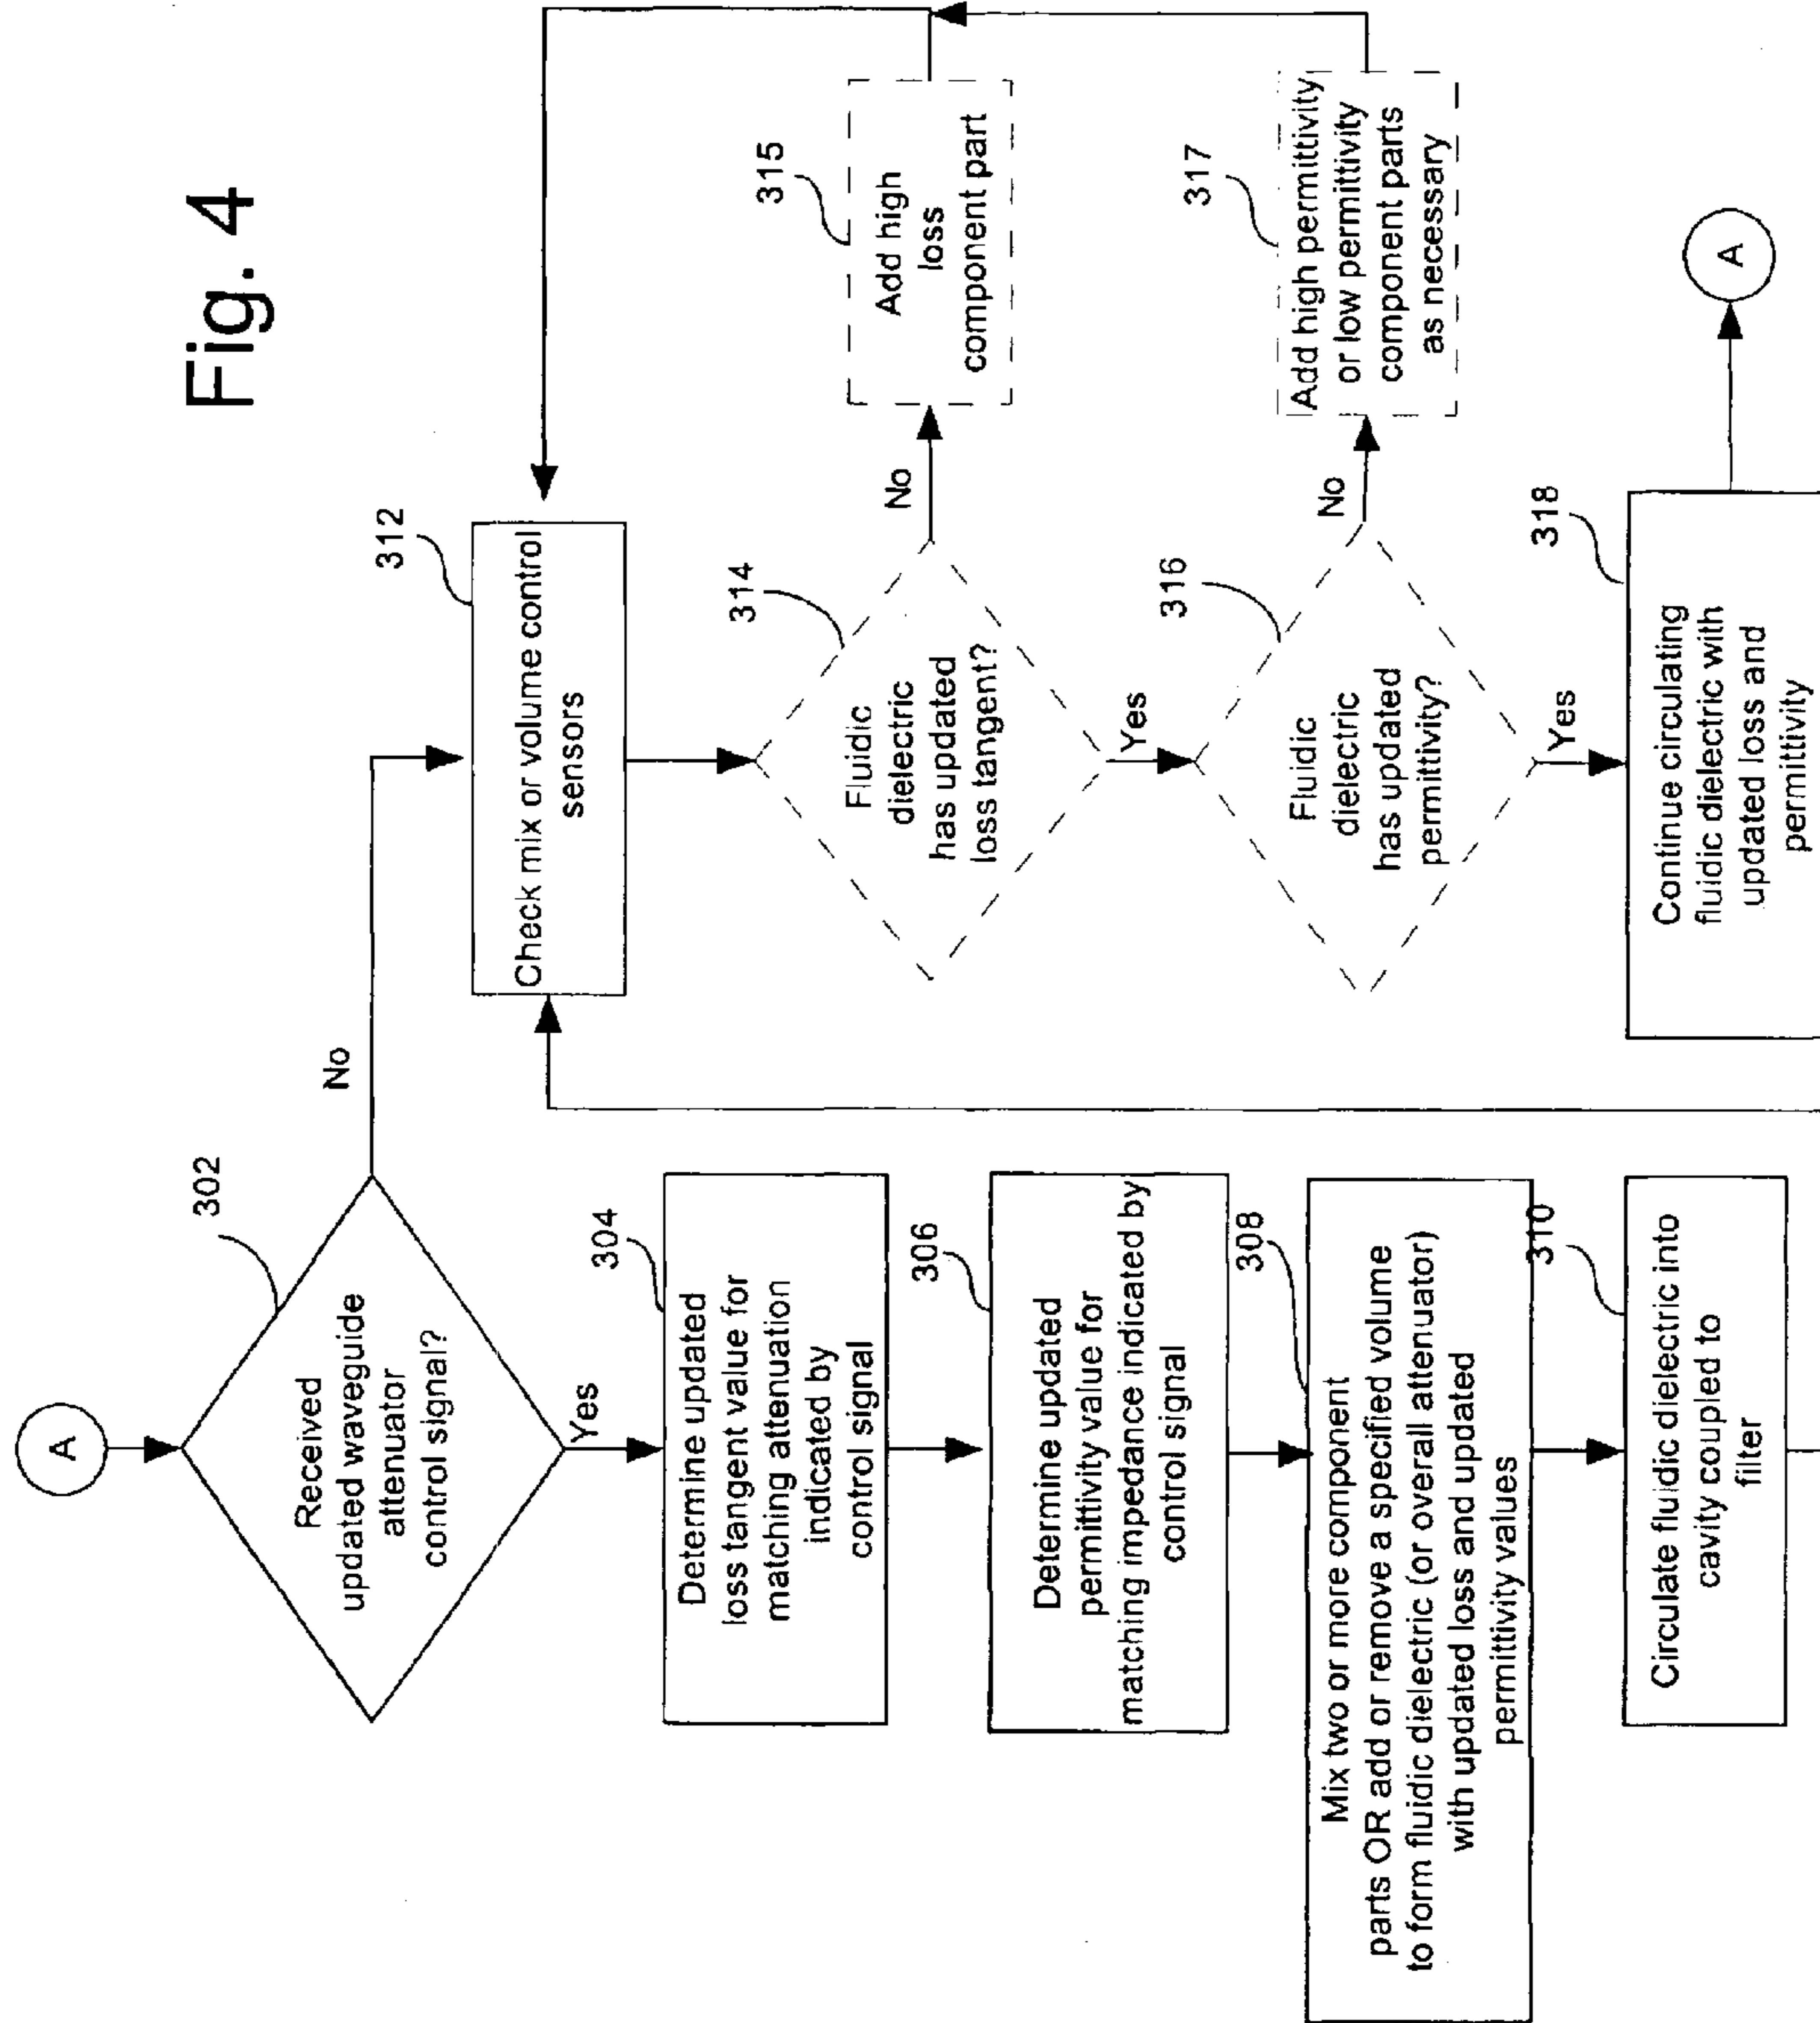 Fig. 4
A
Received
updated waveguide
attenuator
control signal?
302
No
Yes
Determine updated
loss tangent value for
matching attenuation
indicated by
control signal
304
Determine updated
permittivity value for
matching impedance indicated by
control signal
306
Mix two or more component
parts OR add or remove a specified volume
to form fluidic dielectric (or overall attenuator)
with updated loss and updated
permittivity values
308
Circulate fluidic dielectric into
cavity coupled to
filter
310
Check mix or volume control
sensors
312
Fluidic
dielectric
has updated
loss tangent?
314
No
Add high
loss
component part
315
Yes
Fluidic
dielectric
has updated
permittivity?
316
No
Add high permittivity
or low permittivity
component parts
as necessary
317
Yes
Continue circulating
fluidic dielectric with
updated loss and
permittivity
318
A